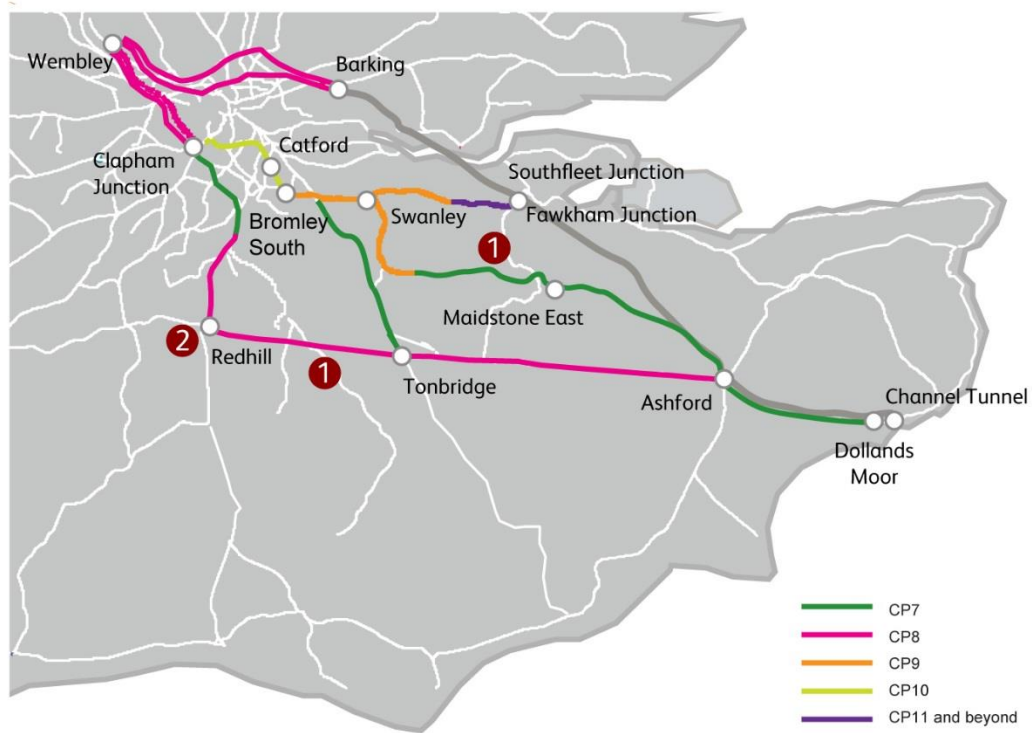 Wembley
Barking
Clapham
Junction
Catford
Bromley
South
Swanley
Southfleet Junction
Fawkham Junction
1
Maidstone East
2
Redhill
1
Tonbridge
Ashford
Channel Tunnel
Dollands
Moor
CP7
CP8
CP9
CP10
CP11 and beyond